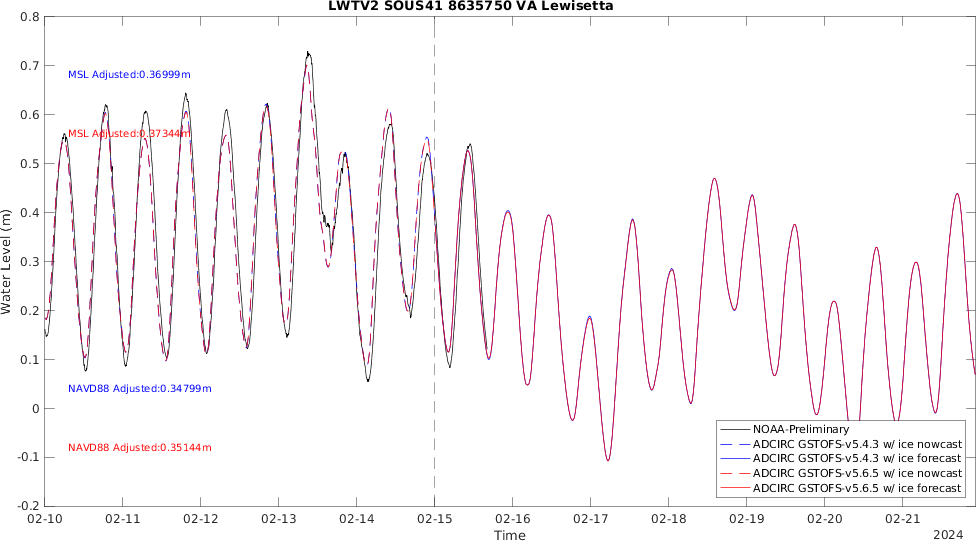 LWTV2 SOUS41 8635750 VA Lewisetta
0.8
0.7
0.6
0.5
0.4
0.3
0.2
0.1
0
-0.1
-0.2
Water Level (m)
MSL Adjusted:0.36999m
MSL Adjusted:0.37344m
NAVD88 Adjusted:0.34799m
NAVD88 Adjusted:0.35144m
NOAA-Preliminary
ADCIRC GSTOFS-v5.4.3 w/ ice nowcast
ADCIRC GSTOFS-v5.4.3 w/ ice forecast
ADCIRC GSTOFS-v5.6.5 w/ ice nowcast
ADCIRC GSTOFS-v5.6.5 w/ ice forecast
02-10 02-11 02-12 02-13 02-14 02-15 02-16 02-17 02-18 02-19 02-20 02-21
Time
2024